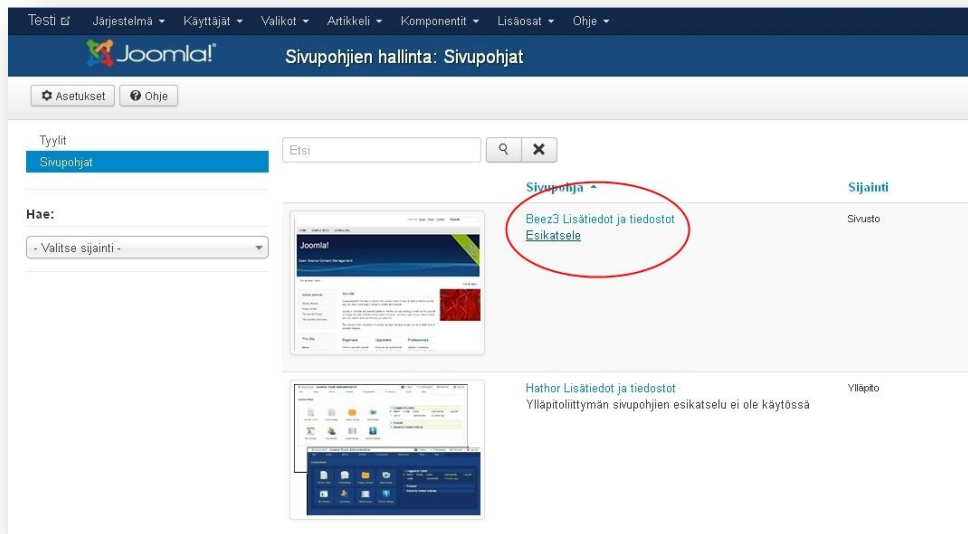 Testi Järjestelmä Käyttäjät Valikot Artikkeli Komponentit Lisäosat Ohje
Joomla! Sivupohjien hallinta: Sivupohjat
Asetukset Ohje
Tyylit
Sivupohjat
Etsi
Sivupohja Sijainti
Hae:
- Valitse sijainti -
Beez3 Lisätiedot ja tiedostot Sivusto
Esikatsele
Joomla!
Open Source Content Management
Hathor Lisätiedot ja tiedostot Ylläpito
Ylläpitoliittymän sivupohjien esikatselu ei ole käytössä